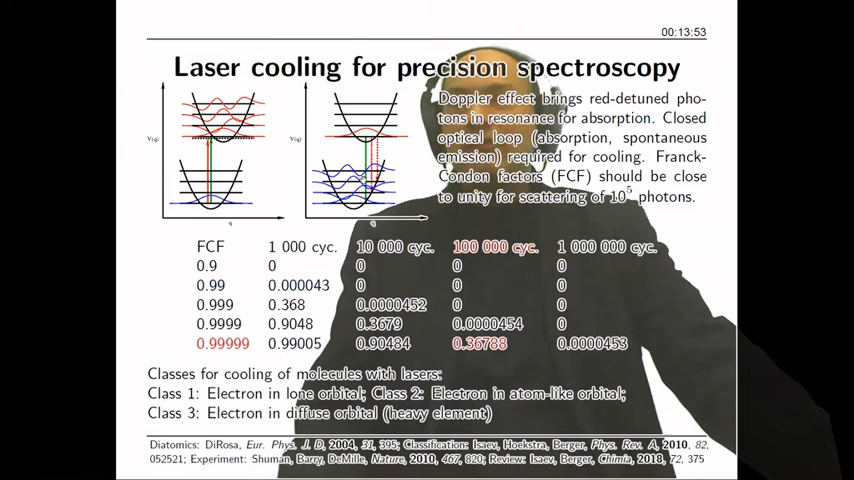 00:13:53
Laser cooling for precision spectroscopy
V(q)
q
V(q)
q
Doppler effect brings red-detuned pho-
tons in resonance for absorption. Closed
optical loop (absorption, spontaneous
emission) required for cooling. Franck-
Condon factors (FCF) should be close
to unity for scattering of 10⁵ photons.
FCF 1 000 cyc. 10 000 cyc. 100 000 cyc. 1 000 000 cyc.
0.9 0 0 0 0
0.99 0.000043 0 0 0
0.999 0.368 0.0000452 0 0
0.9999 0.9048 0.3679 0.0000454 0
0.99999 0.99005 0.90484 0.36788 0.0000453
Classes for cooling of molecules with lasers:
Class 1: Electron in lone orbital; Class 2: Electron in atom-like orbital;
Class 3: Electron in diffuse orbital (heavy element)
Diatomics: DiRosa, Eur. Phys. J. D, 2004, 31, 395; Classification: Isaev, Hoekstra, Berger, Phys. Rev. A, 2010, 82,
052521; Experiment: Shuman, Barry, DeMille, Nature, 2010, 467, 820; Review: Isaev, Berger, Chimia, 2018, 72, 375